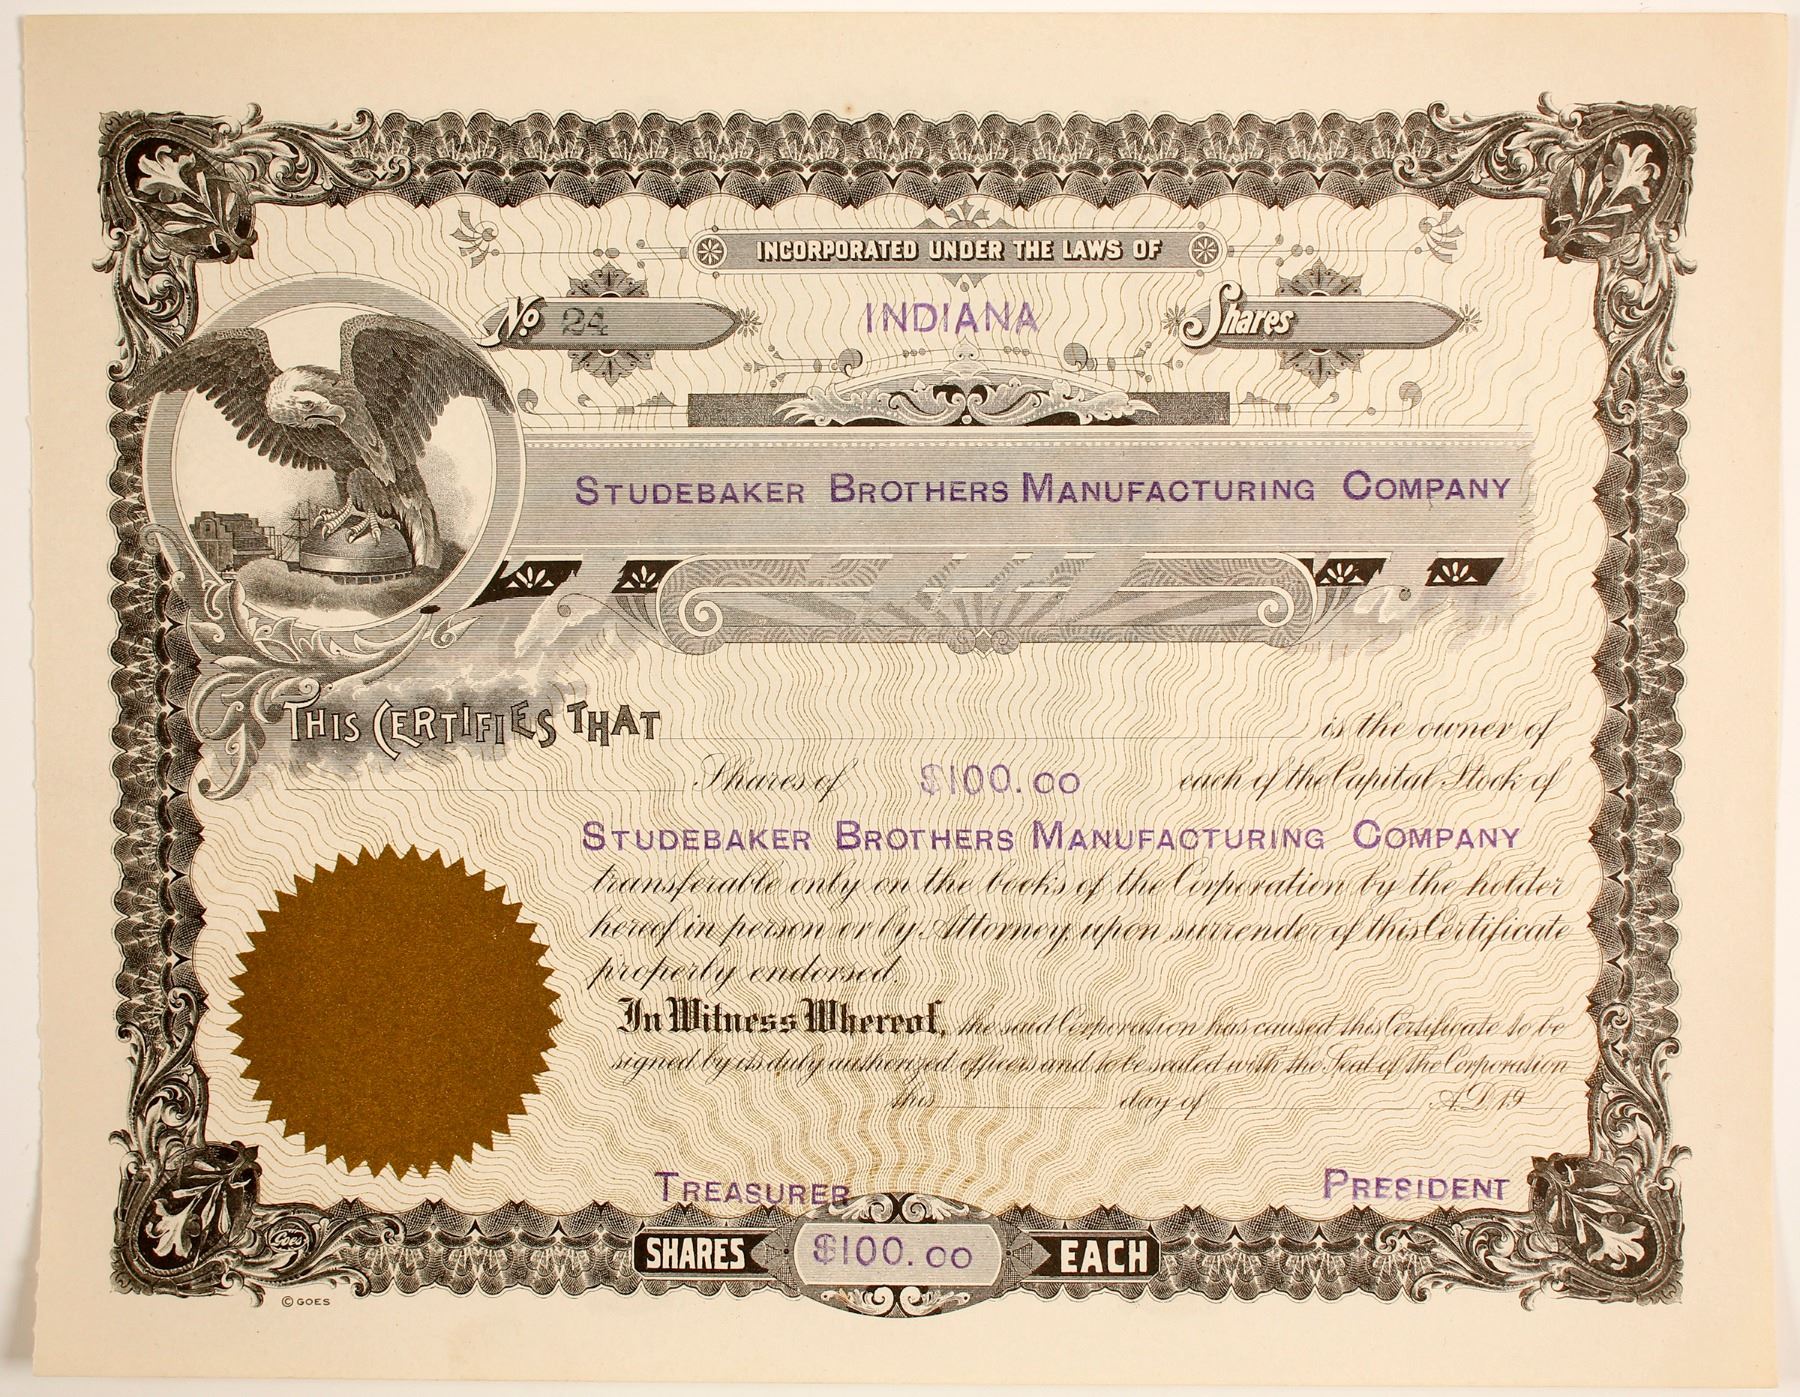 INCORPORATED UNDER THE LAWS OF
No 24 INDIANA Shares
STUDEBAKER BROTHERS MANUFACTURING COMPANY
THIS CERTIFIES THAT is the owner of
Shares of $100.00 each of the Capital Stock of
STUDEBAKER BROTHERS MANUFACTURING COMPANY
transferable only on the books of the Corporation by the holder
hereof in person or by Attorney, upon surrender of this Certificate
properly endorsed.
In Witness Whereof, the said Corporation has caused this Certificate to be
signed by its duly authorized officers and to be sealed with the Seal of the Corporation
this day of A.D. 19
TREASURER PRESIDENT
Goes
SHARES $100.00 EACH
© GOES